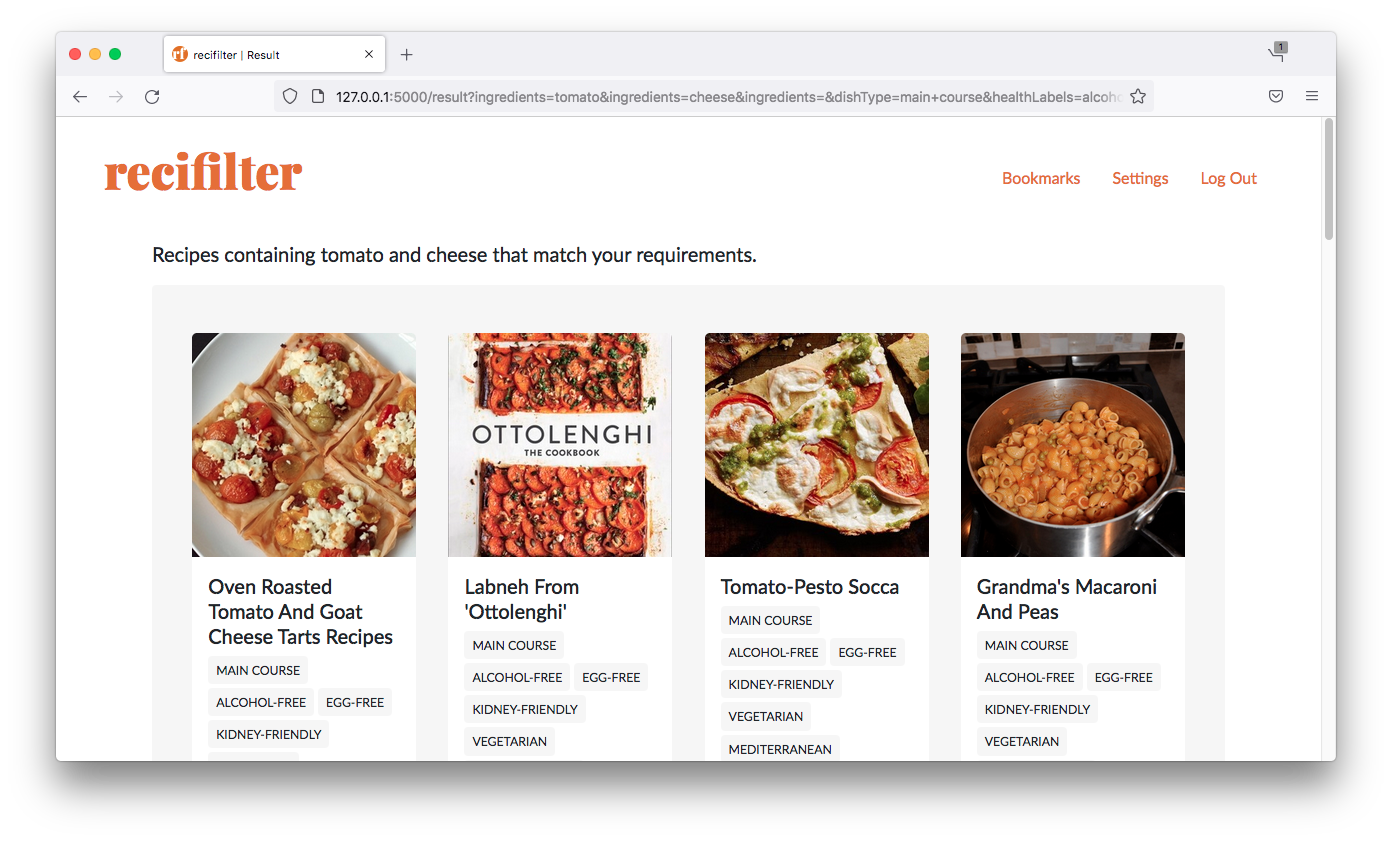 recifilter | Result
1
127.0.0.1:5000/result?ingredients=tomato&ingredients=cheese&ingredients=&dishType=main+course&healthLabels=alcoho
recifilter
Bookmarks Settings Log Out
Recipes containing tomato and cheese that match your requirements.
OTTOLENGHI
THE COOKBOOK
Oven Roasted
Tomato And Goat
Cheese Tarts Recipes
MAIN COURSE
ALCOHOL-FREE EGG-FREE
KIDNEY-FRIENDLY
Labneh From
'Ottolenghi'
MAIN COURSE
ALCOHOL-FREE EGG-FREE
KIDNEY-FRIENDLY
VEGETARIAN
Tomato-Pesto Socca
MAIN COURSE
ALCOHOL-FREE EGG-FREE
KIDNEY-FRIENDLY
VEGETARIAN
MEDITERRANEAN
Grandma's Macaroni
And Peas
MAIN COURSE
ALCOHOL-FREE EGG-FREE
KIDNEY-FRIENDLY
VEGETARIAN